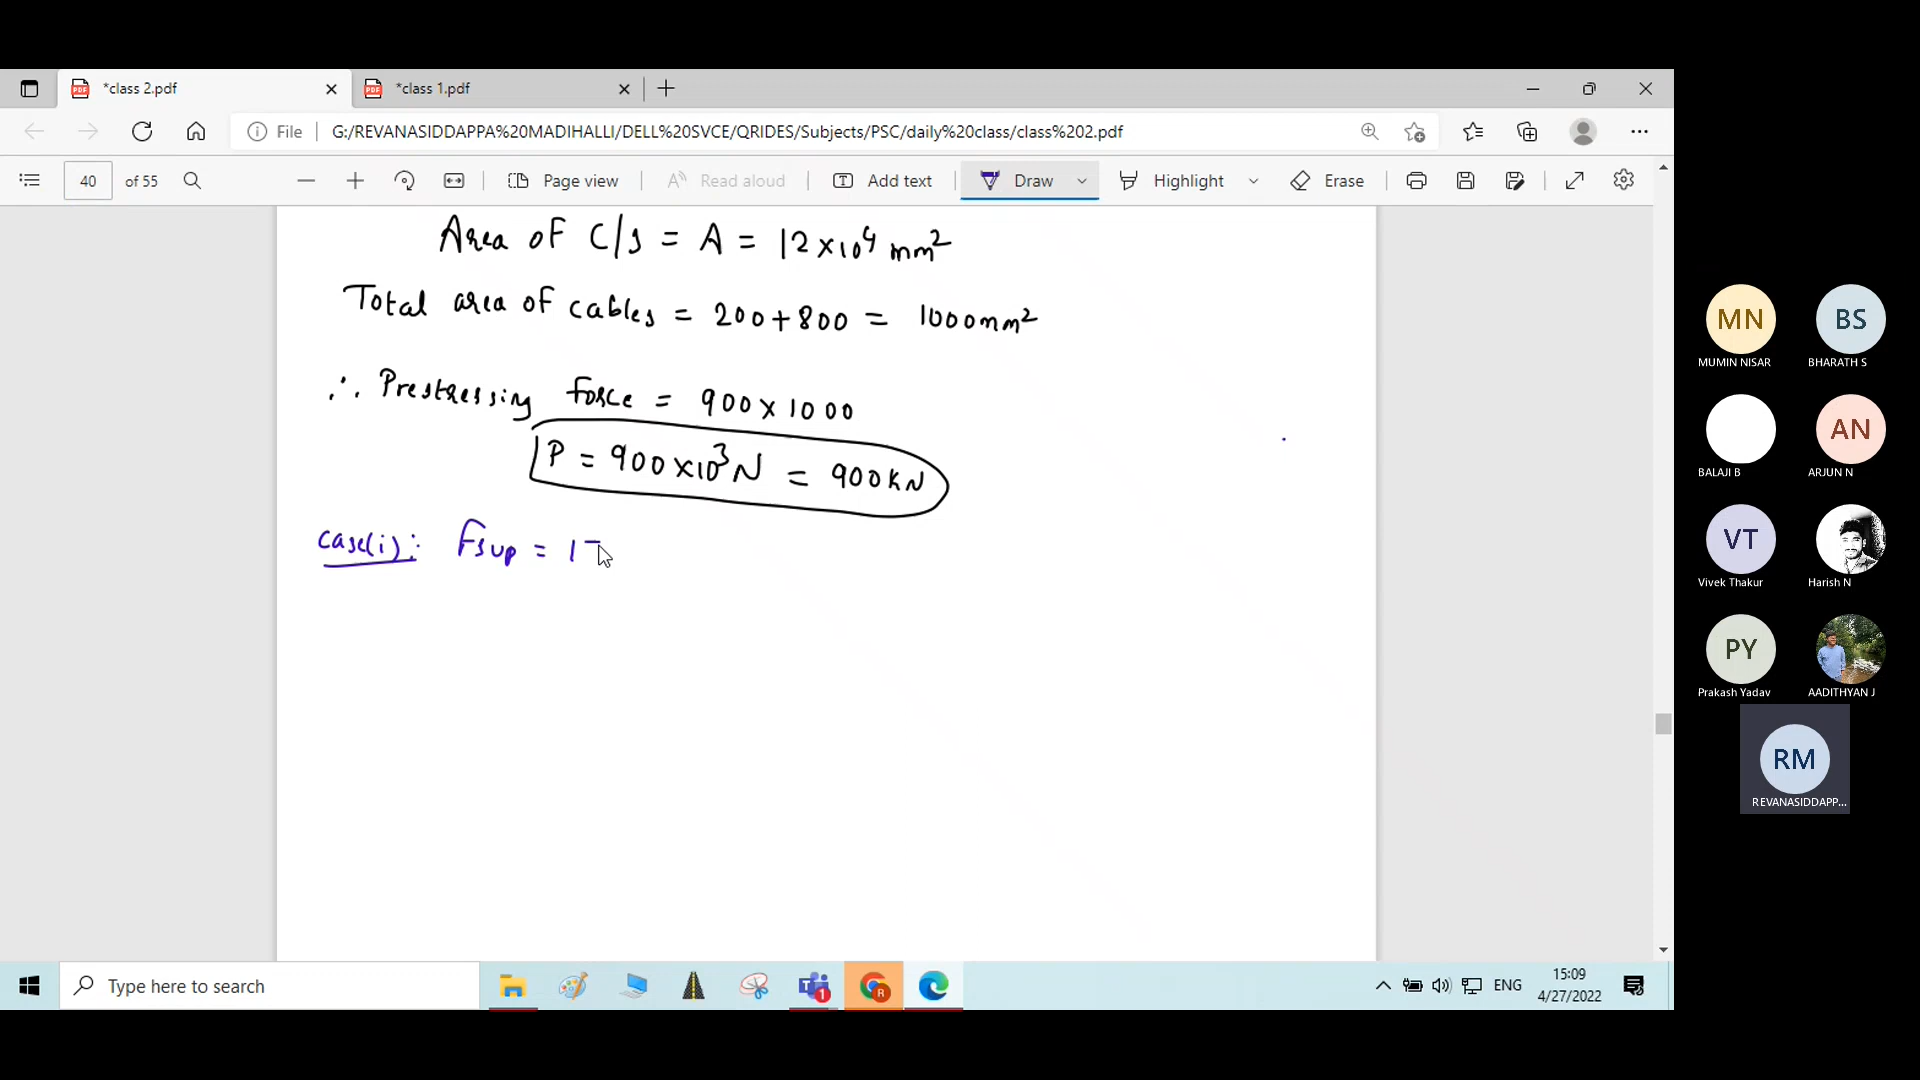 *class 2.pdf
*class 1.pdf
File
G:/REVANASIDDAPPA%20MADIHALLI/DELL%20SVCE/QRIDES/Subjects/PSC/daily%20class/class%202.pdf
40 of 55
Page view
Read aloud
Add text
Draw
Highlight
Erase
Area of C/s = A = 12×10⁴ mm²
Total area of cables = 200+800 = 1000mm²
∴ Prestressing force = 900×1000
P = 900×10³N = 900KN
case(i): Fsup =
MN
MUMIN NISAR
BS
BHARATH S
BALAJI B
AN
ARJUN N
VT
Vivek Thakur
Harish N
PY
Prakash Yadav
AADITHYAN J
RM
REVANASIDDAPP...
Type here to search
1
R
ENG
15:09
4/27/2022